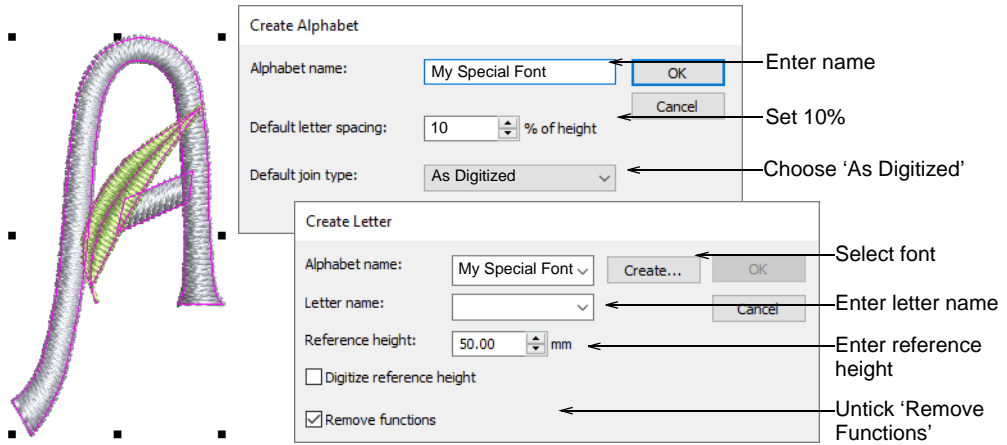 Create Alphabet
Alphabet name: My Special Font OK Enter name
Cancel
Default letter spacing: 10 % of height Set 10%
Default join type: As Digitized Choose ‘As Digitized’
Create Letter
Alphabet name: My Special Font Create... OK Select font
Letter name: Cancel Enter letter name
Reference height: 50.00 mm Enter reference
height
Digitize reference height
Remove functions Untick ‘Remove
Functions’